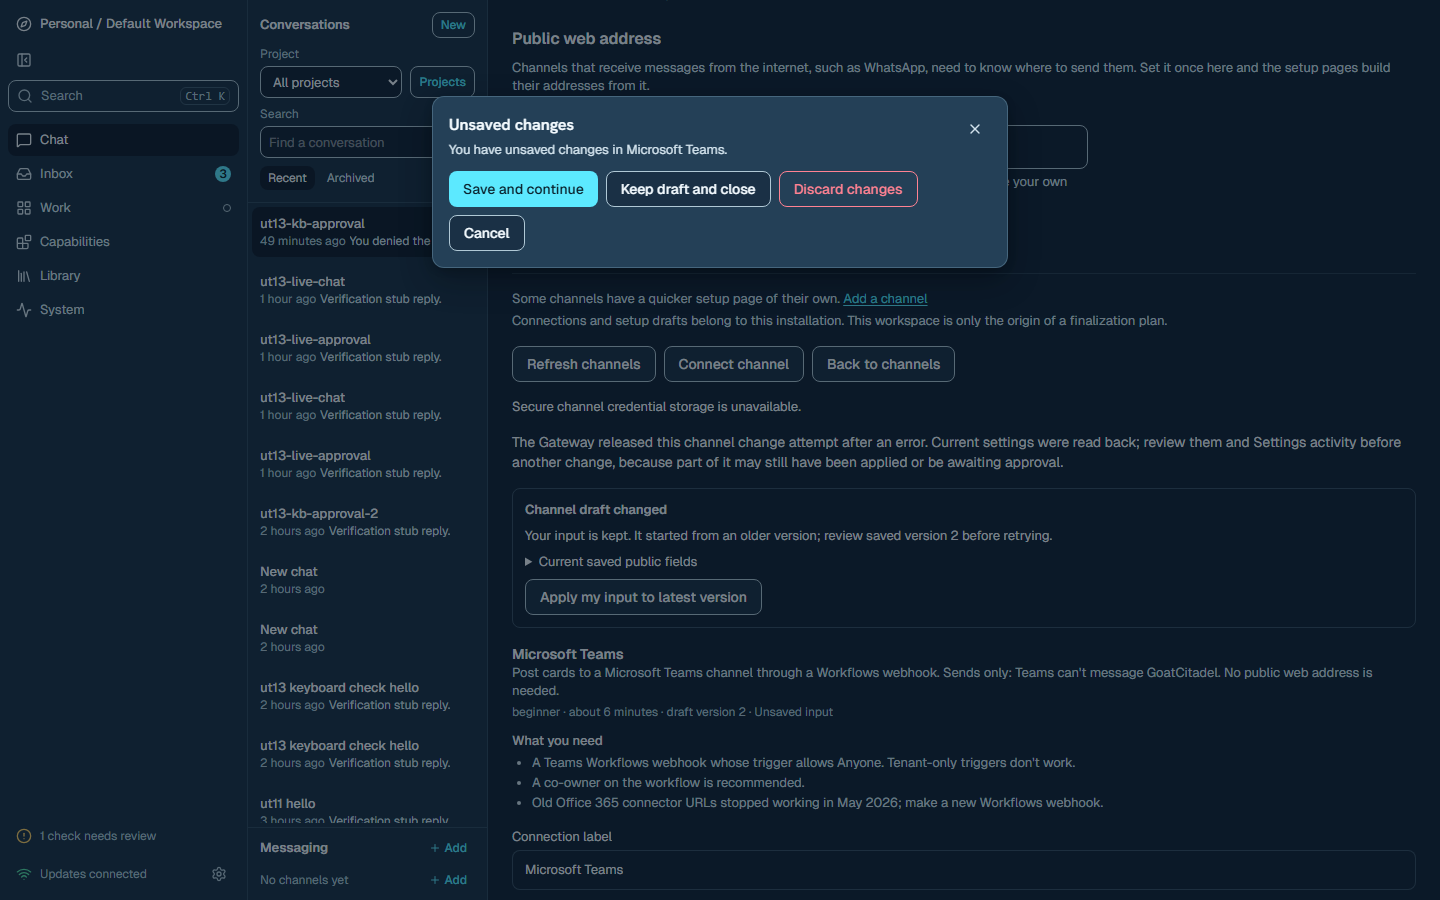 Personal / Default Workspace
Search Ctrl K
Chat
Inbox 3
Work
Capabilities
Library
System
1 check needs review
Updates connected
Conversations New
Project
All projects Projects
Search
Find a conversation
Recent Archived
ut13-kb-approval
49 minutes ago You denied the
ut13-live-chat
1 hour ago Verification stub reply.
ut13-live-approval
1 hour ago Verification stub reply.
ut13-live-chat
1 hour ago Verification stub reply.
ut13-live-approval
1 hour ago Verification stub reply.
ut13-kb-approval-2
2 hours ago Verification stub reply.
New chat
2 hours ago
New chat
2 hours ago
ut13 keyboard check hello
2 hours ago Verification stub reply.
ut13 keyboard check hello
2 hours ago Verification stub reply.
ut11 hello
3 hours ago Verification stub reply.
Messaging + Add
No channels yet + Add
Public web address
Channels that receive messages from the internet, such as WhatsApp, need to know where to send them. Set it once here and the setup pages build
their addresses from it.
Unsaved changes
You have unsaved changes in Microsoft Teams.
Save and continue Keep draft and close Discard changes
Cancel
your own
Some channels have a quicker setup page of their own. Add a channel
Connections and setup drafts belong to this installation. This workspace is only the origin of a finalization plan.
Refresh channels Connect channel Back to channels
Secure channel credential storage is unavailable.
The Gateway released this channel change attempt after an error. Current settings were read back; review them and Settings activity before
another change, because part of it may still have been applied or be awaiting approval.
Channel draft changed
Your input is kept. It started from an older version; review saved version 2 before retrying.
Current saved public fields
Apply my input to latest version
Microsoft Teams
Post cards to a Microsoft Teams channel through a Workflows webhook. Sends only: Teams can't message GoatCitadel. No public web address is
needed.
beginner · about 6 minutes · draft version 2 · Unsaved input
What you need
• A Teams Workflows webhook whose trigger allows Anyone. Tenant-only triggers don't work.
• A co-owner on the workflow is recommended.
• Old Office 365 connector URLs stopped working in May 2026; make a new Workflows webhook.
Connection label
Microsoft Teams